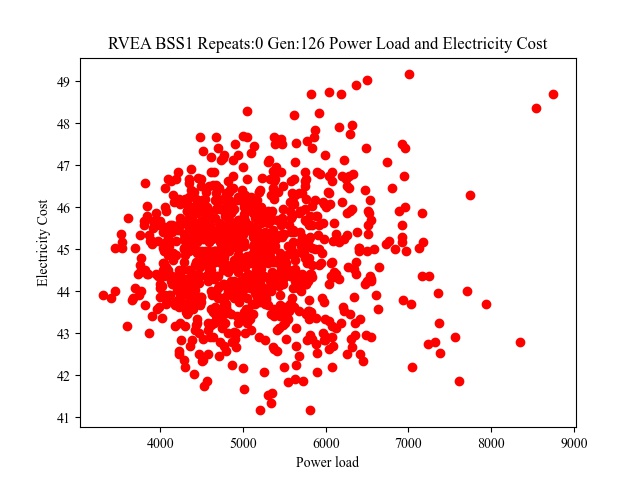 RVEA BSS1 Repeats:0 Gen:126 Power Load and Electricity Cost
49
48
47
46
45
44
43
42
41
Electricity Cost
4000 5000 6000 7000 8000 9000
Power load